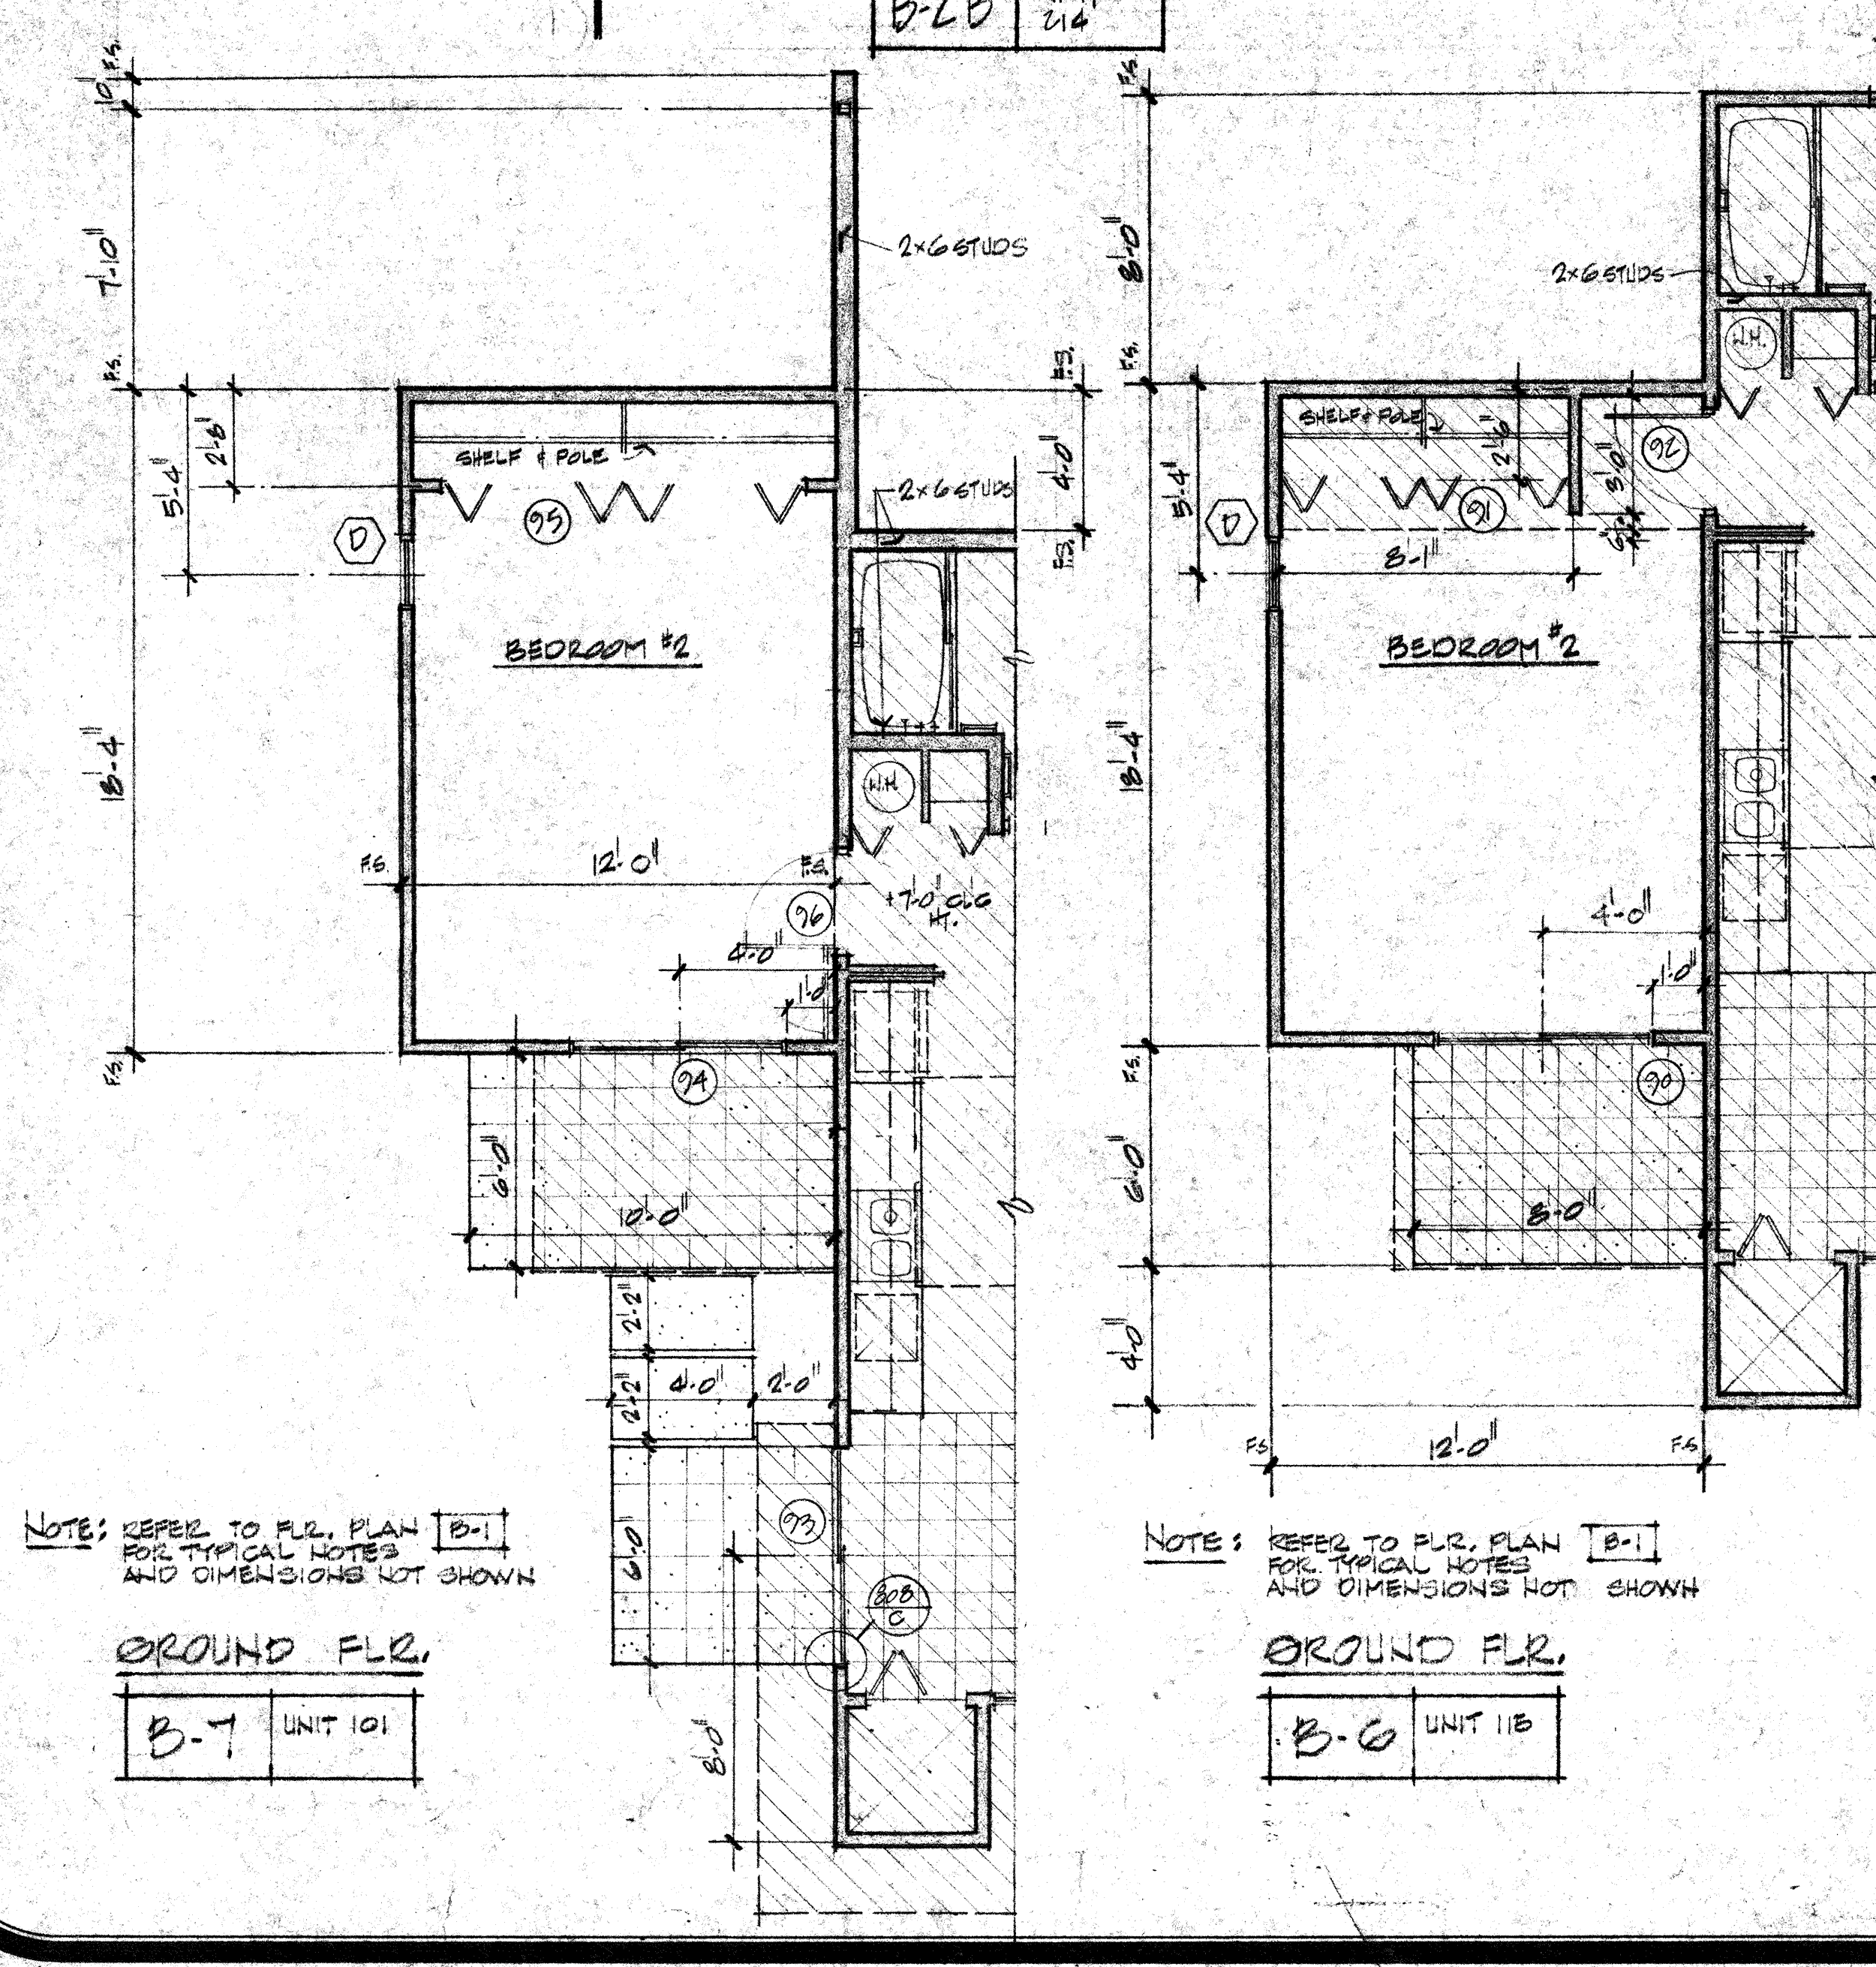 B-2B
214
10"
F.S.
7'-10"
F.S.
2'-8"
5'-4"
18'-4"
F.S.
2×6 STUDS
SHELF & POLE
95
D
2×6 STUDS
F.S.
4'-0"
F.S.
BEDROOM #2
W.H.
F.S.
12'-0"
F.S.
96
+7'-0" CLG
HT.
4'-0"
1'-0"
94
6'-0"
10'-0"
2'-2"
2'-2"
4'-0"
2'-0"
93
6'-0"
808
C
8'-0"
NOTE: REFER TO FLR. PLAN B-1
FOR TYPICAL NOTES
AND DIMENSIONS NOT SHOWN
GROUND FLR.
B-7
UNIT 101
F.S.
8'-0"
F.S.
2×6 STUDS
W.H.
SHELF & POLE
2'-6"
92
3'-0"
91
5'-4"
D
8'-1"
BEDROOM #2
18'-4"
4'-0"
1'-0"
F.S.
90
6'-0"
8'-0"
4'-0"
F.S.
12'-0"
F.S.
NOTE: REFER TO FLR. PLAN B-1
FOR TYPICAL NOTES
AND DIMENSIONS NOT SHOWN
GROUND FLR.
B-6